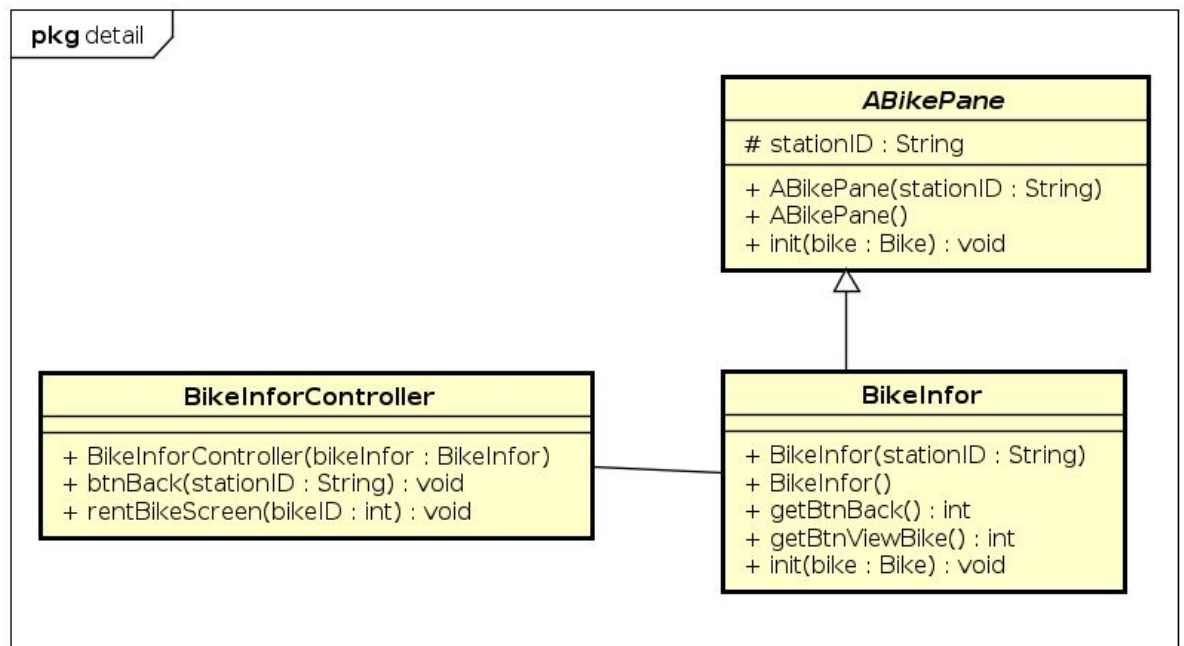 pkg detail
ABikePane
# stationID : String
+ ABikePane(stationID : String)
+ ABikePane()
+ init(bike : Bike) : void
BikeInforController
+ BikeInforController(bikeInfor : BikeInfor)
+ btnBack(stationID : String) : void
+ rentBikeScreen(bikeID : int) : void
BikeInfor
+ BikeInfor(stationID : String)
+ BikeInfor()
+ getBtnBack() : int
+ getBtnViewBike() : int
+ init(bike : Bike) : void